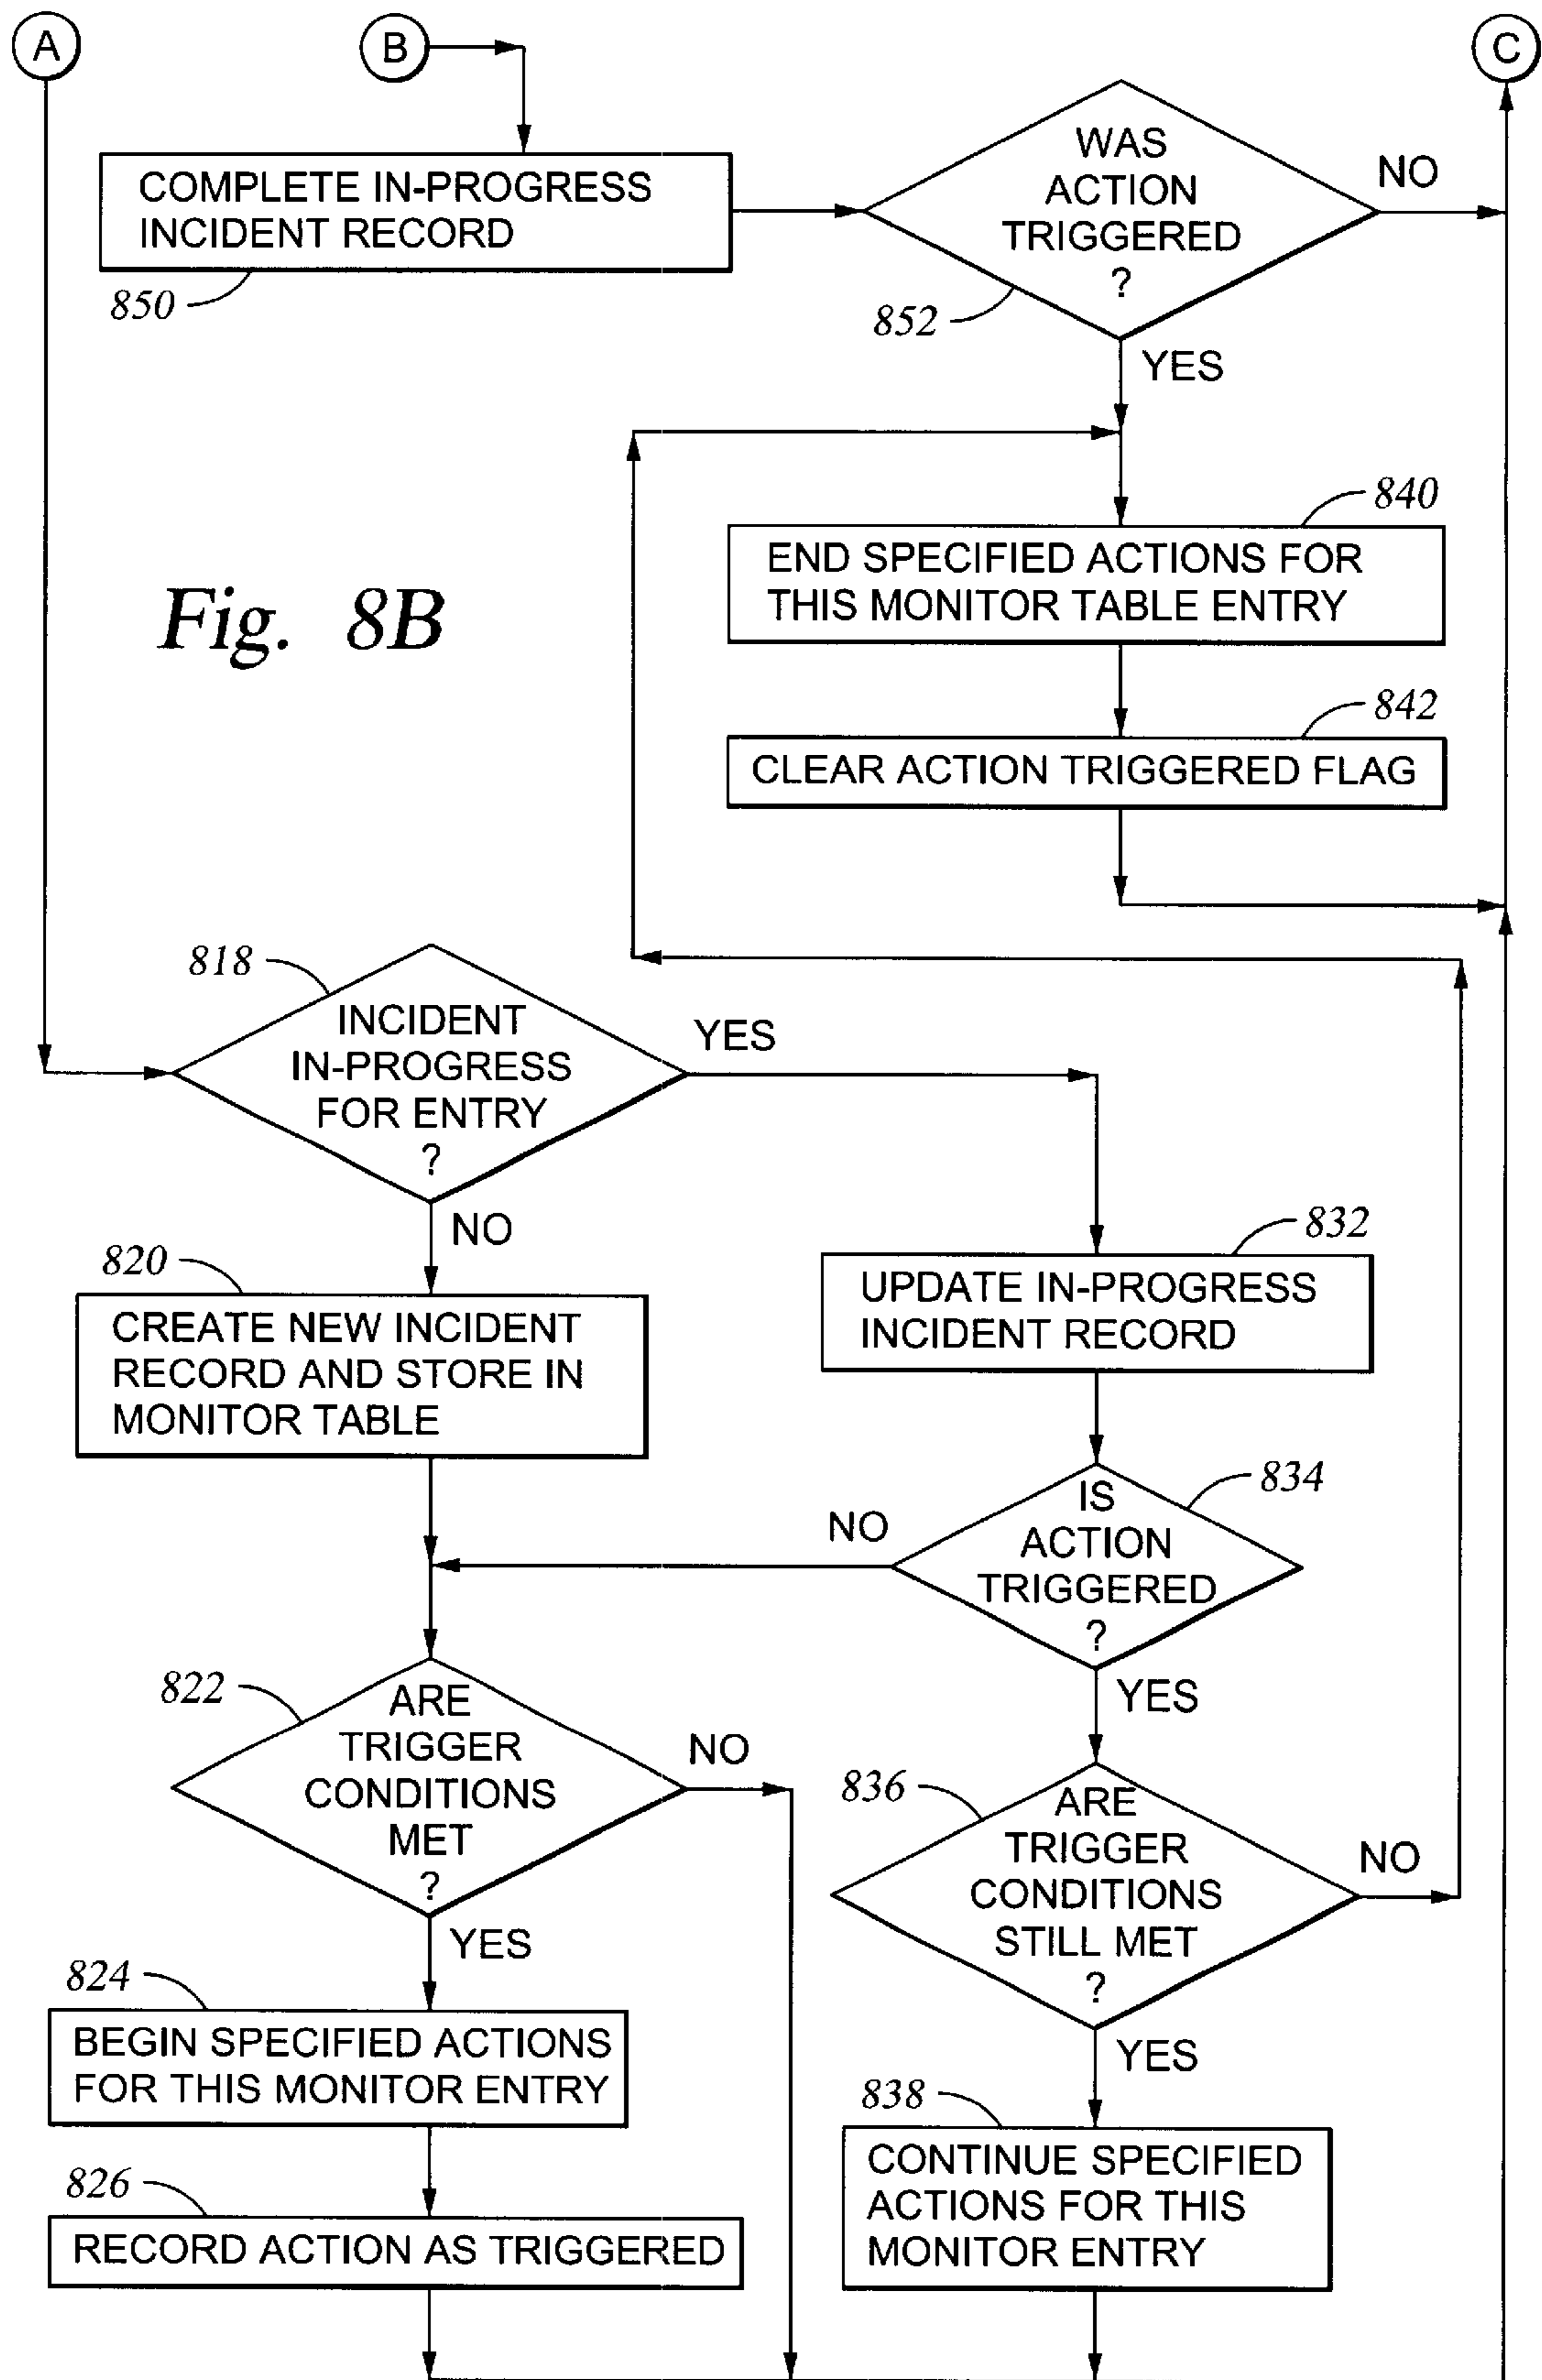 A
B
C
COMPLETE IN-PROGRESS
INCIDENT RECORD
850
WAS
ACTION
TRIGGERED
?
852
NO
YES
840
END SPECIFIED ACTIONS FOR
THIS MONITOR TABLE ENTRY
Fig. 8B
842
CLEAR ACTION TRIGGERED FLAG
818
INCIDENT
IN-PROGRESS
FOR ENTRY
?
YES
NO
820
CREATE NEW INCIDENT
RECORD AND STORE IN
MONITOR TABLE
832
UPDATE IN-PROGRESS
INCIDENT RECORD
834
IS
ACTION
TRIGGERED
?
NO
YES
822
ARE
TRIGGER
CONDITIONS
MET
?
NO
YES
836
ARE
TRIGGER
CONDITIONS
STILL MET
?
NO
YES
824
BEGIN SPECIFIED ACTIONS
FOR THIS MONITOR ENTRY
838
CONTINUE SPECIFIED
ACTIONS FOR THIS
MONITOR ENTRY
826
RECORD ACTION AS TRIGGERED